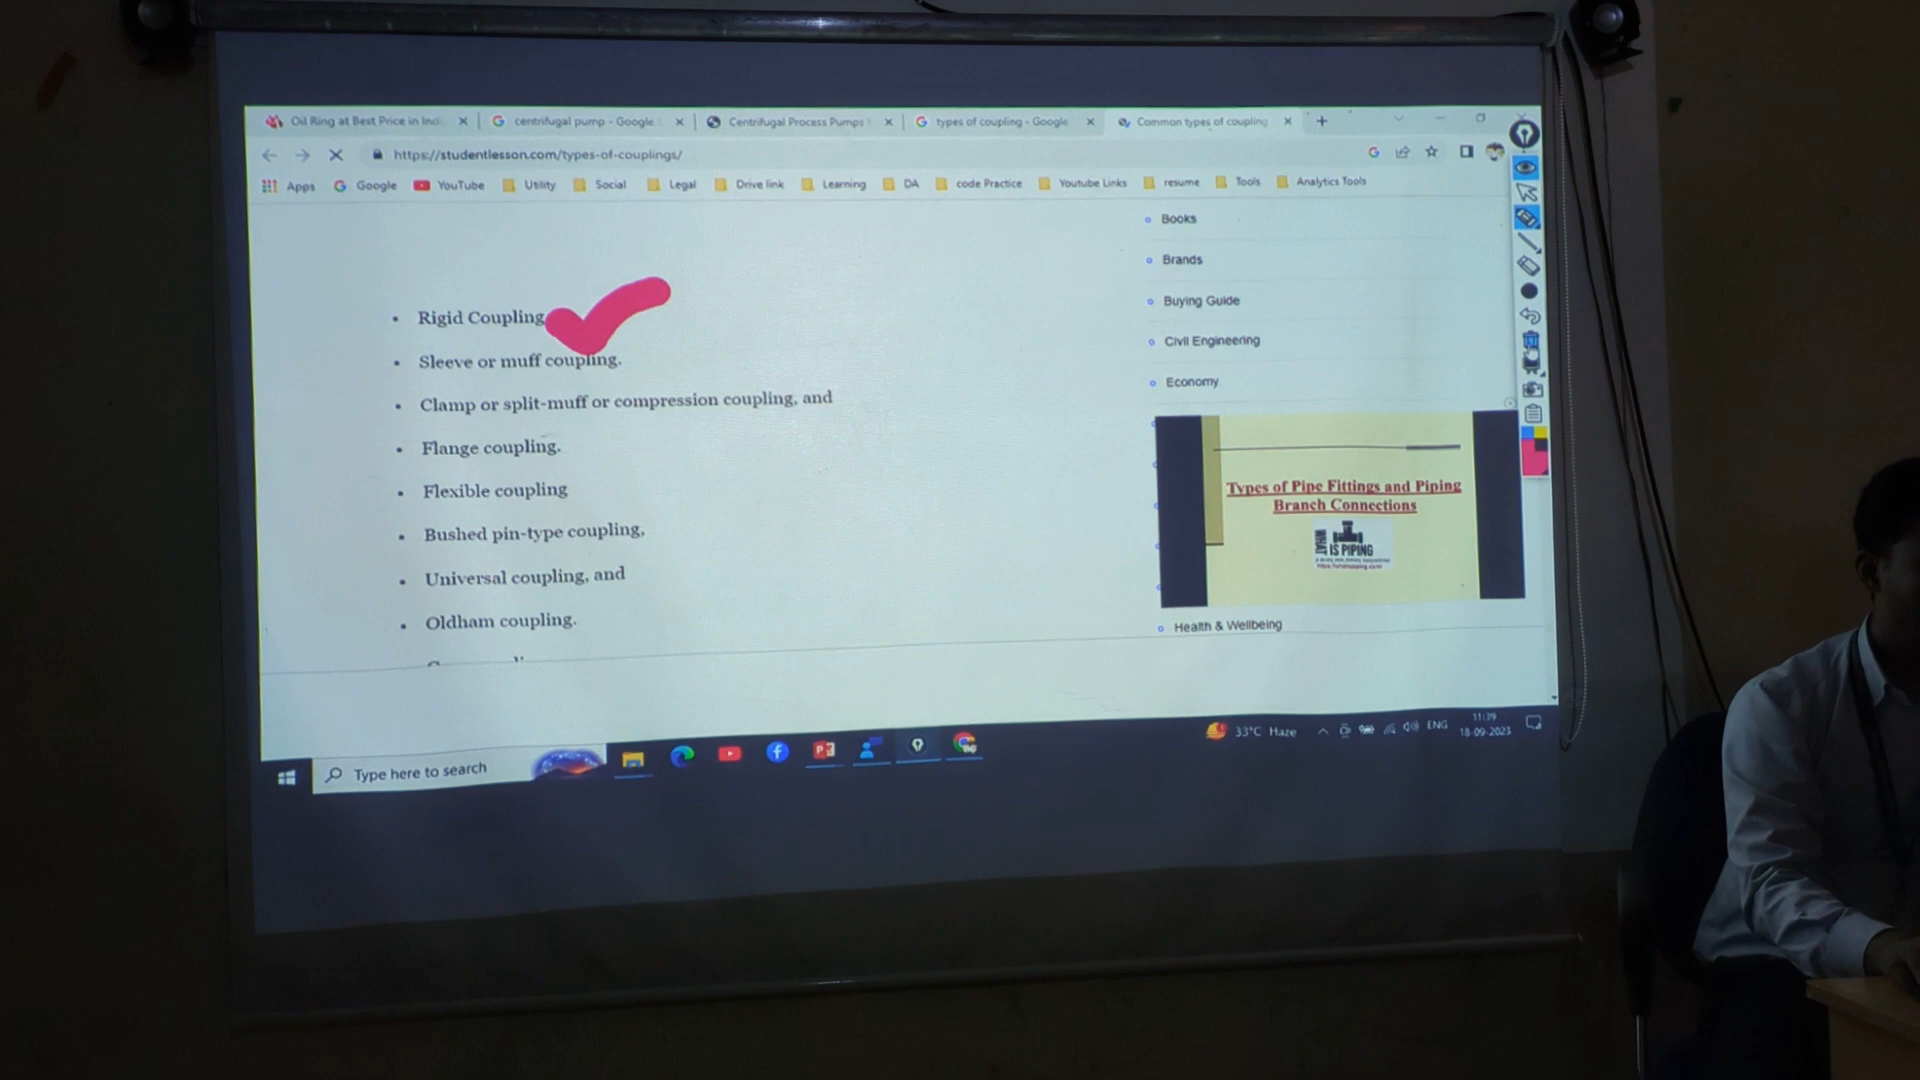 Oil Ring at Best Price in Ind
centrifugal pump - Google S
Centrifugal Process Pumps
types of coupling - Google
Common types of coupling
https://studentlesson.com/types-of-couplings/
Apps Google YouTube Utility Social Legal Drive link Learning DA code Practice Youtube Links resume Tools Analytics Tools
• Rigid Coupling
• Sleeve or muff coupling.
• Clamp or split-muff or compression coupling, and
• Flange coupling.
• Flexible coupling
• Bushed pin-type coupling,
• Universal coupling, and
• Oldham coupling.
Books
Brands
Buying Guide
Civil Engineering
Economy
Types of Pipe Fittings and Piping
Branch Connections
WHAT
IS PIPING
Health & Wellbeing
Type here to search
33°C Haze
ENG
11:39
18-09-2023